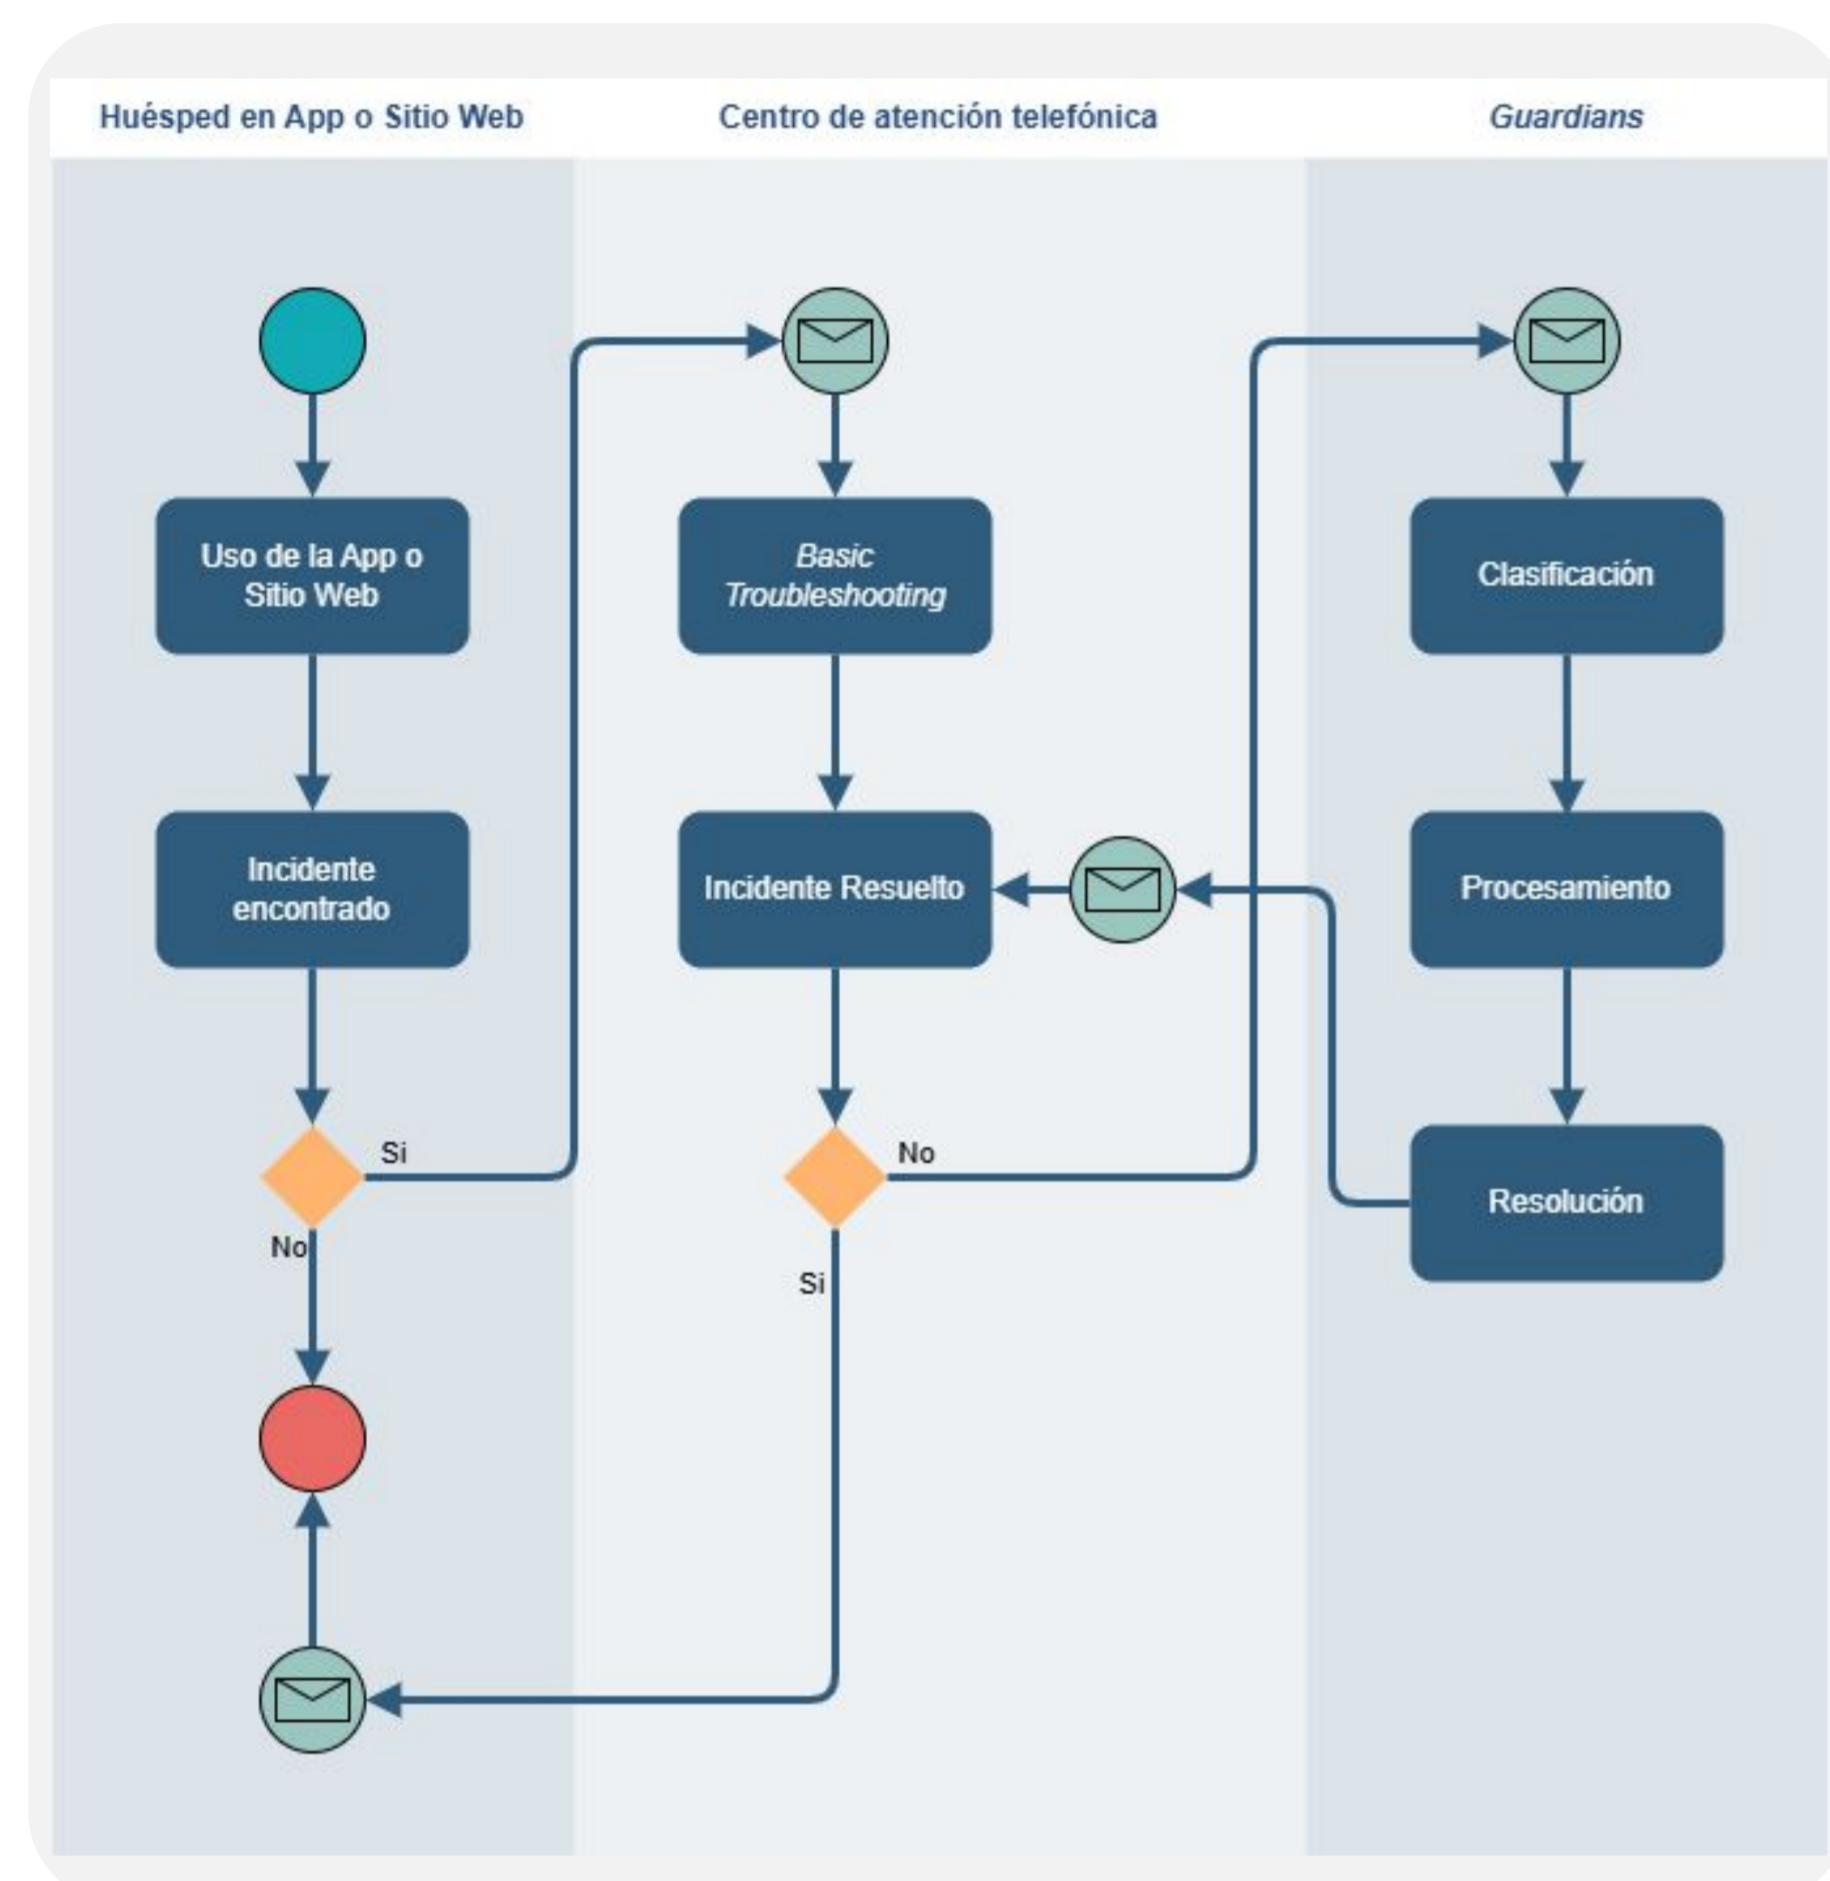 Huésped en App o Sitio Web
Centro de atención telefónica
Guardians
Uso de la App o
Sitio Web
Basic
Troubleshooting
Clasificación
Incidente
encontrado
Incidente Resuelto
Procesamiento
Si
No
No
Si
Resolución